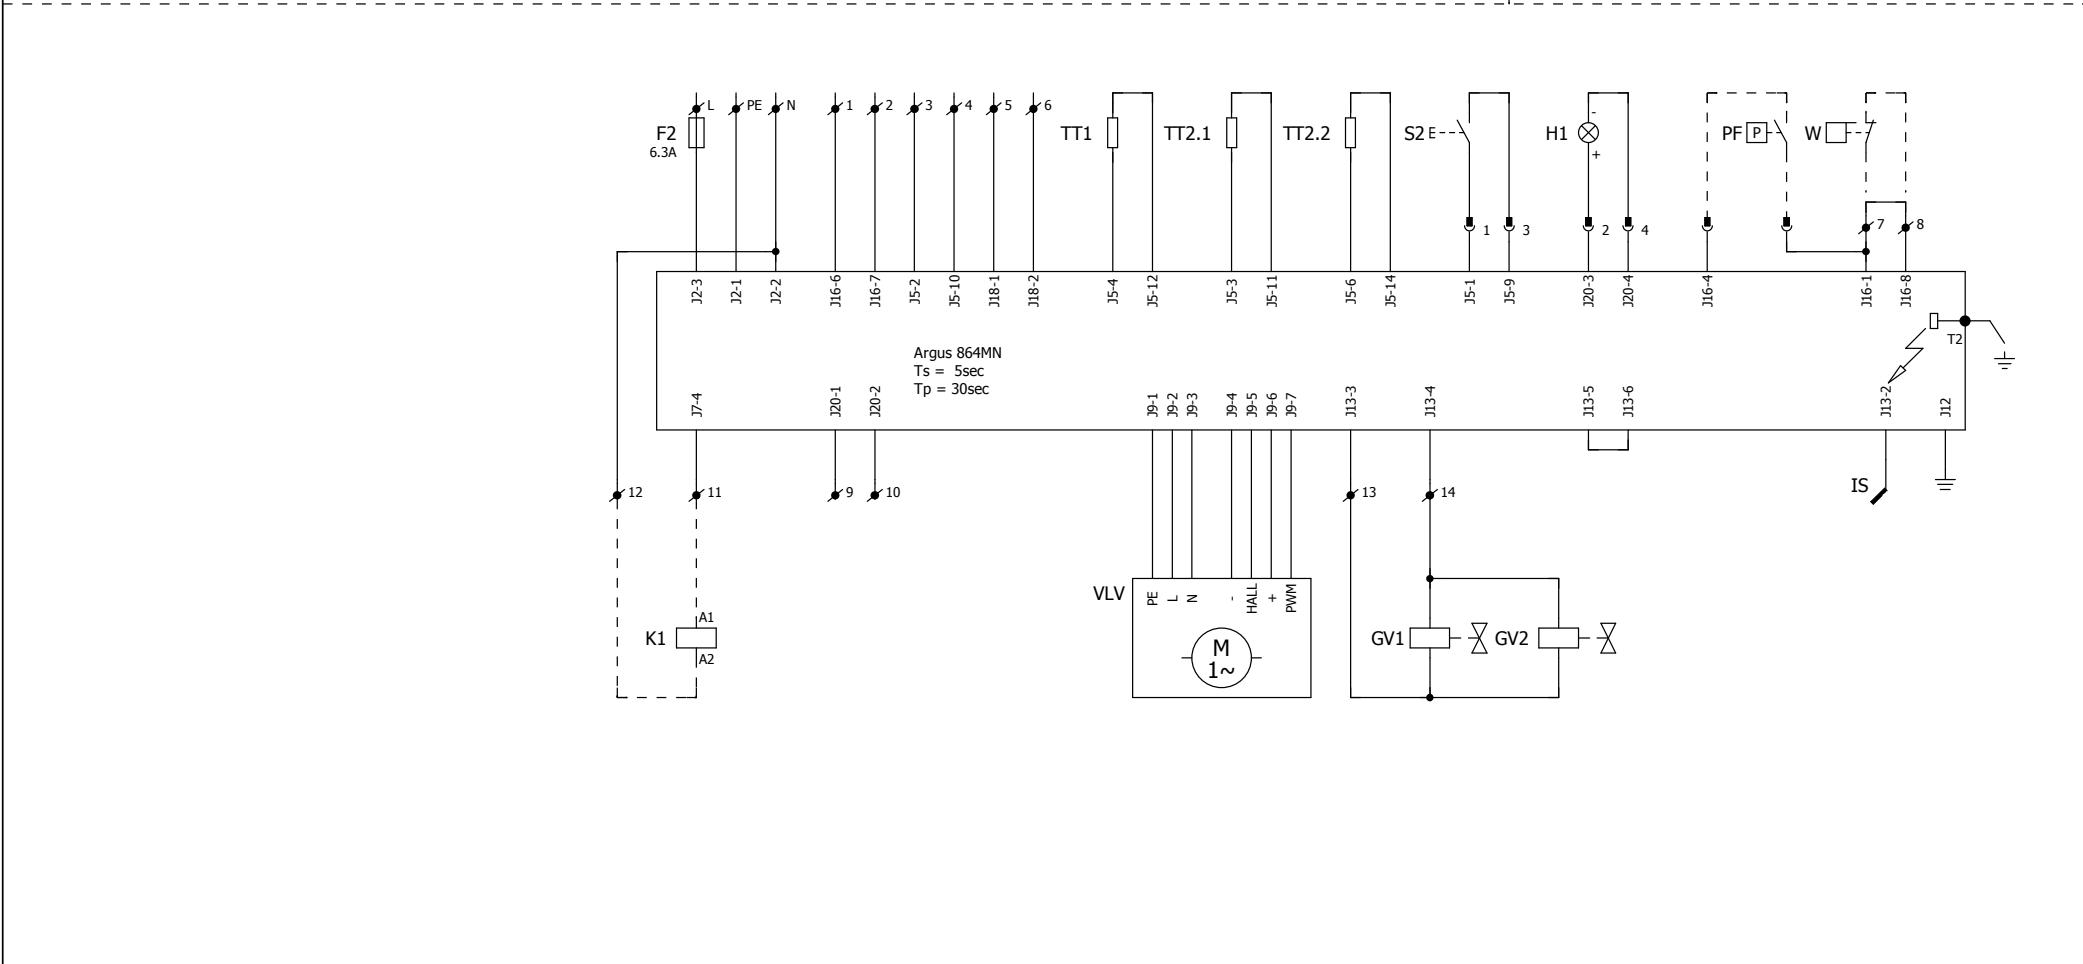 L PE N 1 2 3 4 5 6
F2 TT1 TT2.1 TT2.2 S2 E H1 - + PF P W
6.3A
1 3 2 4 7 8
J2-3 J2-1 J2-2 J16-6 J16-7 J5-2 J5-10 J18-1 J18-2 J5-4 J5-12 J5-3 J5-11 J5-6 J5-14 J5-1 J5-9 J20-3 J20-4 J16-4 J16-1 J16-8
T2
Argus 864MN
Ts = 5sec
Tp = 30sec
J7-4 J20-1 J20-2 J9-1 J9-2 J9-3 J9-4 J9-5 J9-6 J9-7 J13-3 J13-4 J13-5 J13-6 J13-2 J12
12 11 9 10 13 14 IS
VLV PE L N - HALL + PWM
A1
K1 GV1 GV2
A2
M
1~